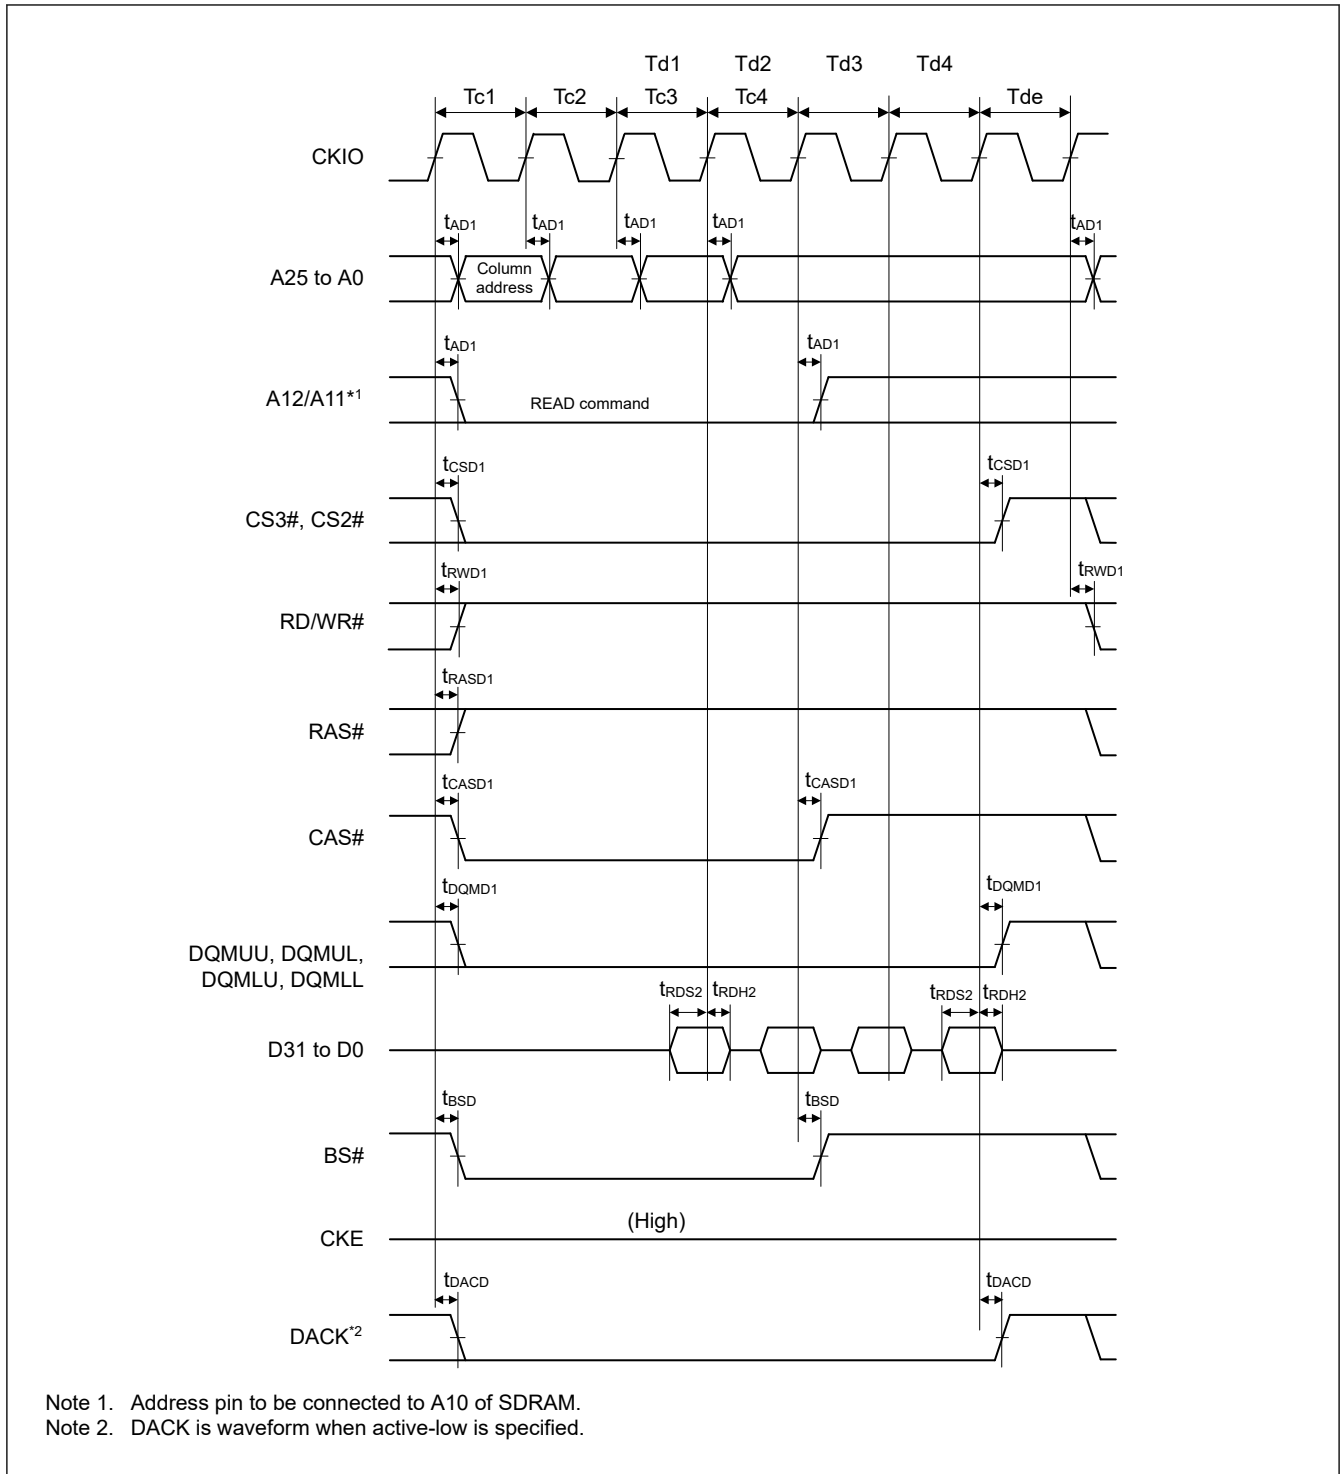 Td1 Td2 Td3 Td4
Tc1 Tc2 Tc3 Tc4 Tde
CKIO
tAD1 tAD1 tAD1 tAD1 tAD1
A25 to A0
Column
address
tAD1 tAD1
A12/A11*1
READ command
tCSD1 tCSD1
CS3#, CS2#
tRWD1 tRWD1
RD/WR#
tRASD1
RAS#
tCASD1 tCASD1
CAS#
tDQMD1 tDQMD1
DQMUU, DQMUL,
DQMLU, DQMLL
tRDS2 tRDH2 tRDS2 tRDH2
D31 to D0
tBSD tBSD
BS#
(High)
CKE
tDACD tDACD
DACK*2
Note 1. Address pin to be connected to A10 of SDRAM.
Note 2. DACK is waveform when active-low is specified.